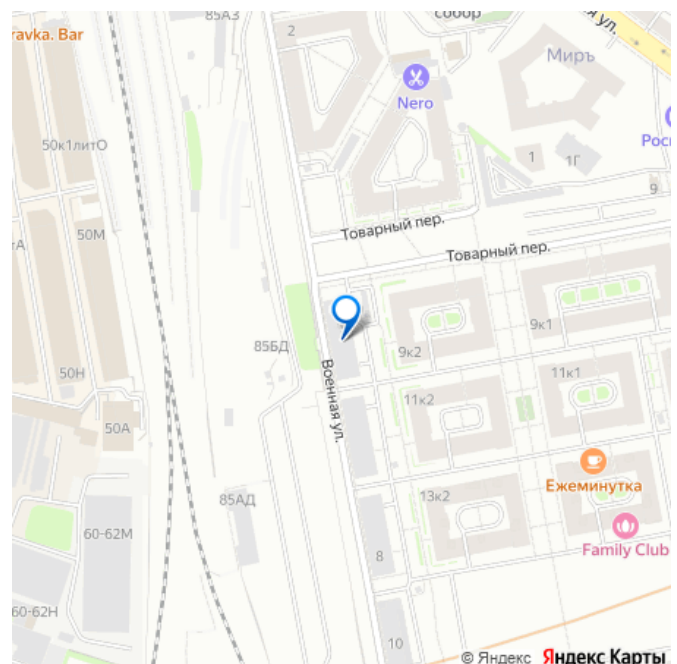 85АЗ
собор
я ул.
ravka. Bar
2
Миръ
Nero
50к1литО
Рос
1
1Г
9
50М
тА
Товарный пер.
Товарный пер.
9к1
85БД
9к2
50Н
Военная ул.
11к1
11к2
50А
Ежеминутка
85АД
13к2
60-62М
8
Family Club
60-62Н
10
© Яндекс Яндекс Карты